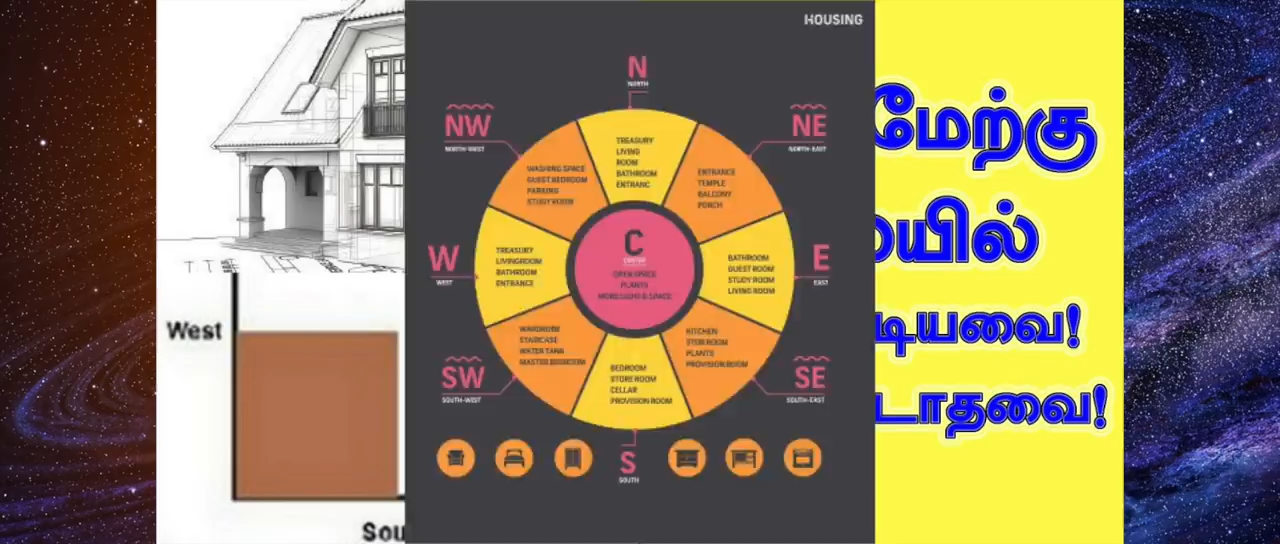 HOUSING
N
NORTH
NW
NORTH-WEST
NE
NORTH-EAST
TREASURY
LIVING
ROOM
BATHROOM
ENTRANC
WASHING SPACE
GUEST BEDROOM
PARKING
STUDY ROOM
ENTRANCE
TEMPLE
BALCONY
PORCH
W
WEST
TREASURY
LIVINGROOM
BATHROOM
ENTRANCE
C
CENTER
OPEN SPACE
PLANTS
E
EAST
BATHROOM
GUEST ROOM
STUDY ROOM
LIVING ROOM
WARDROBE
STAIRCASE
WATER TANK
MASTER BEDROOM
KITCHEN
STOR ROOM
PLANTS
PROVISION ROOM
BEDROOM
STORE ROOM
CELLAR
PROVISION ROOM
SW
SOUTH-WEST
SE
SOUTH-EAST
S
SOUTH
West
Sou
மேற்கு
யில்
டியவை!
டாதவை!